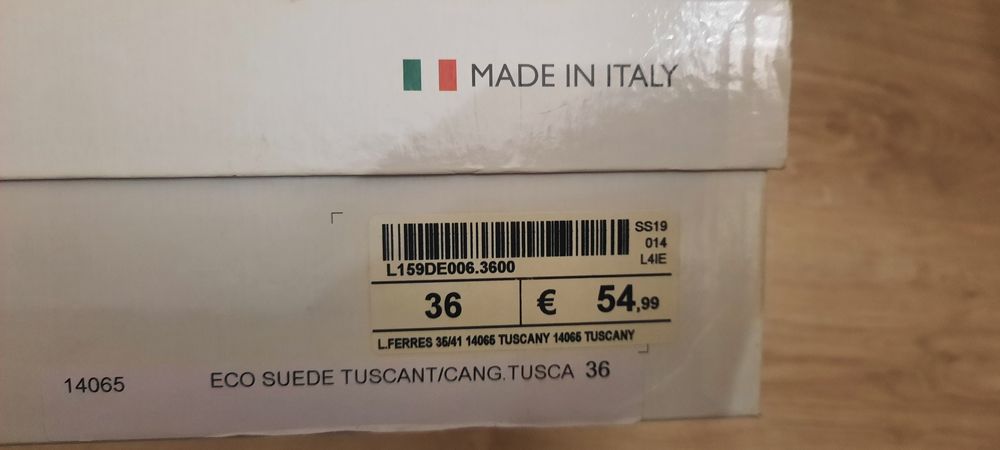 MADE IN ITALY
SS19
014
L4IE
L159DE006.3600
36 € 54,99
L.FERRES 35/41 14065 TUSCANY 14065 TUSCANY
14065 ECO SUEDE TUSCANT/CANG.TUSCA 36